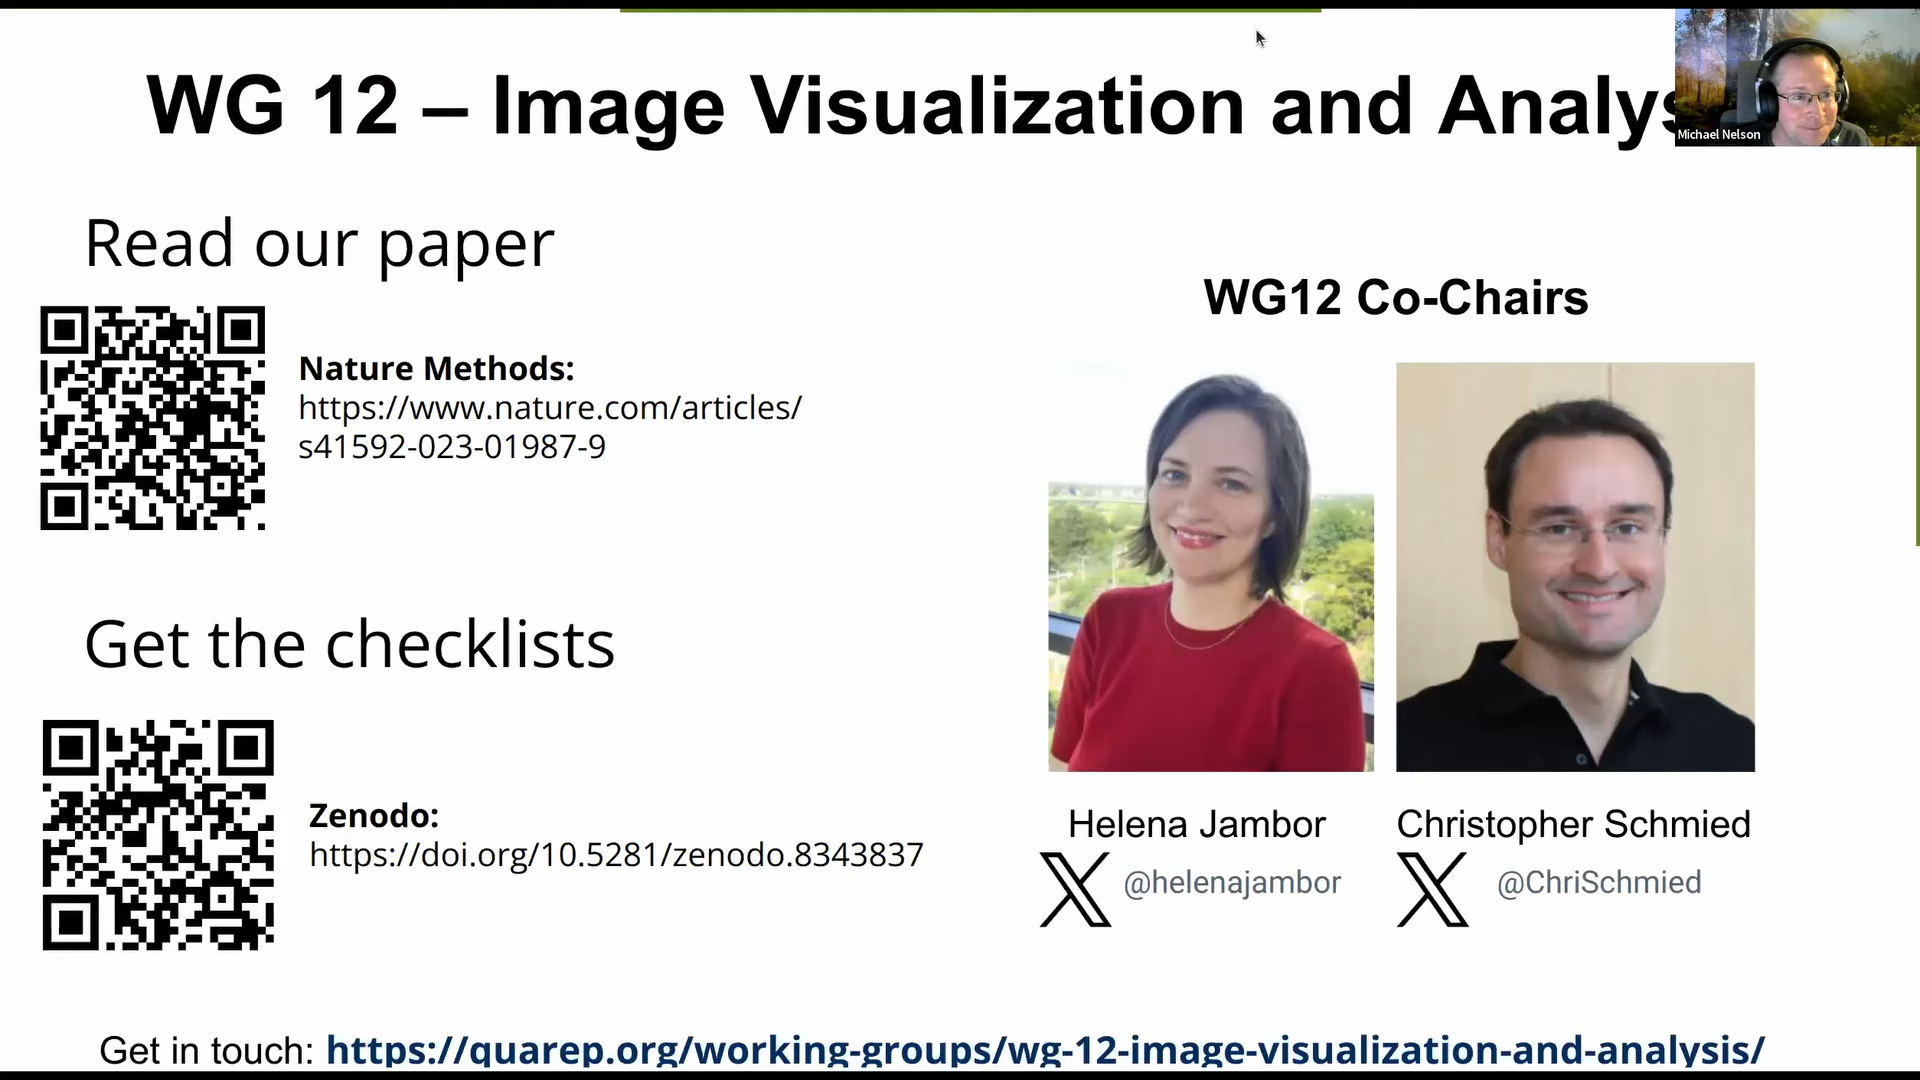 WG 12 – Image Visualization and Analys
Michael Nelson
Read our paper
Nature Methods:
https://www.nature.com/articles/
s41592-023-01987-9
Get the checklists
Zenodo:
https://doi.org/10.5281/zenodo.8343837
WG12 Co-Chairs
Helena Jambor
@helenajambor
Christopher Schmied
@ChriSchmied
Get in touch: https://quarep.org/working-groups/wg-12-image-visualization-and-analysis/